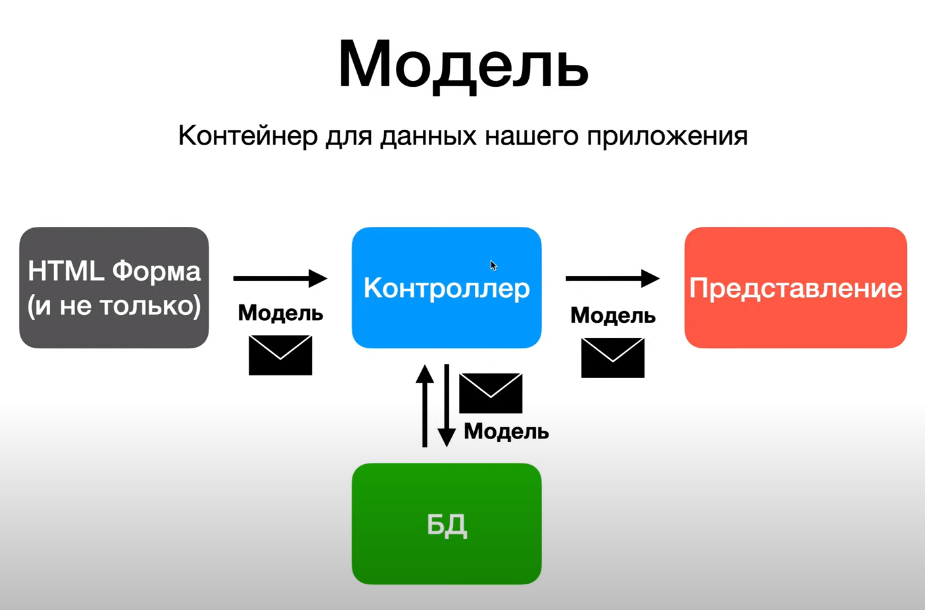 Модель
Контейнер для данных нашего приложения
HTML Форма
(и не только)
Модель
Контроллер
Модель
Представление
Модель
БД